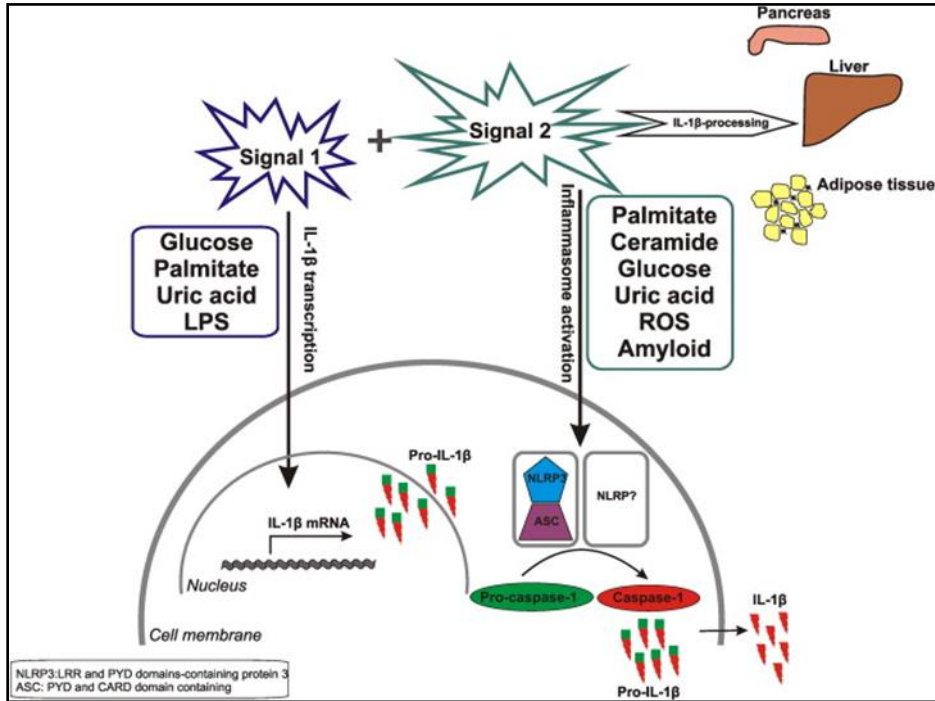 Pancreas
Liver
Adipose tissue
Signal 1
+
Signal 2
IL-1β-processing
Glucose
Palmitate
Uric acid
LPS
IL-1β transcription
Inflammasome activation
Palmitate
Ceramide
Glucose
Uric acid
ROS
Amyloid
Pro-IL-1β
IL-1β mRNA
Nucleus
Cell membrane
NLRP3
ASC
NLRP?
Pro-caspase-1
Caspase-1
IL-1β
Pro-IL-1β
NLRP3:LRR and PYD domains-containing protein 3
ASC: PYD and CARD domain containing